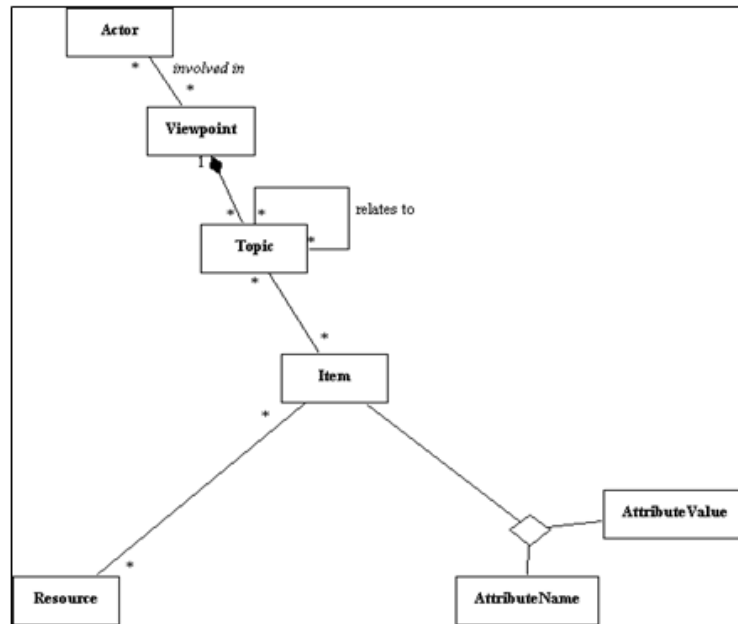 Actor
*
involved in
*
Viewpoint
1
* *
relates to
Topic
*
*
*
Item
*
AttributeValue
*
Resource
AttributeName